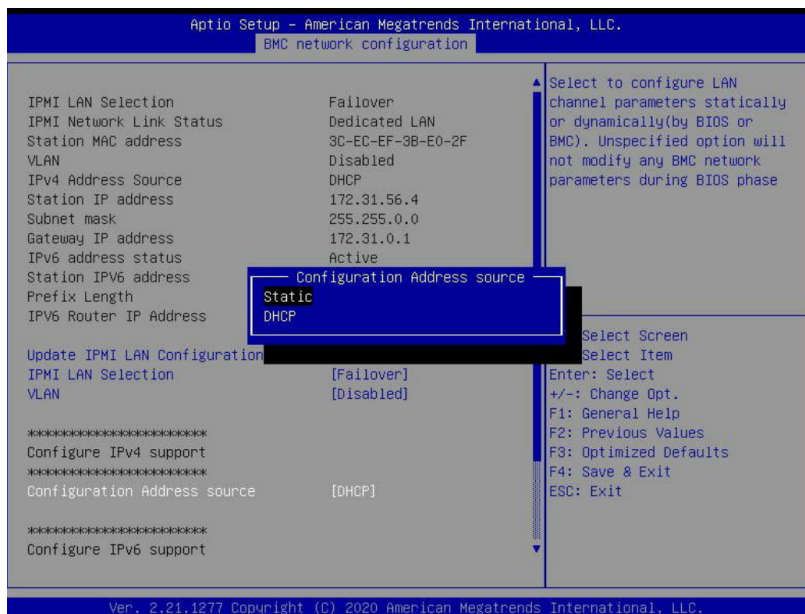 Aptio Setup – American Megatrends International, LLC.
BMC network configuration
IPMI LAN Selection Failover
IPMI Network Link Status Dedicated LAN
Station MAC address 3C-EC-EF-3B-E0-2F
VLAN Disabled
IPv4 Address Source DHCP
Station IP address 172.31.56.4
Subnet mask 255.255.0.0
Gateway IP address 172.31.0.1
IPv6 address status Active
Station IPV6 address
Prefix Length
IPV6 Router IP Address
Configuration Address source
Static
DHCP
Update IPMI LAN Configuration
IPMI LAN Selection [Failover]
VLAN [Disabled]
***********************
Configure IPv4 support
***********************
Configuration Address source [DHCP]
***********************
Configure IPv6 support
Select to configure LAN
channel parameters statically
or dynamically(by BIOS or
BMC). Unspecified option will
not modify any BMC network
parameters during BIOS phase
Select Screen
Select Item
Enter: Select
+/-: Change Opt.
F1: General Help
F2: Previous Values
F3: Optimized Defaults
F4: Save & Exit
ESC: Exit
Ver. 2.21.1277 Copyright (C) 2020 American Megatrends International, LLC.